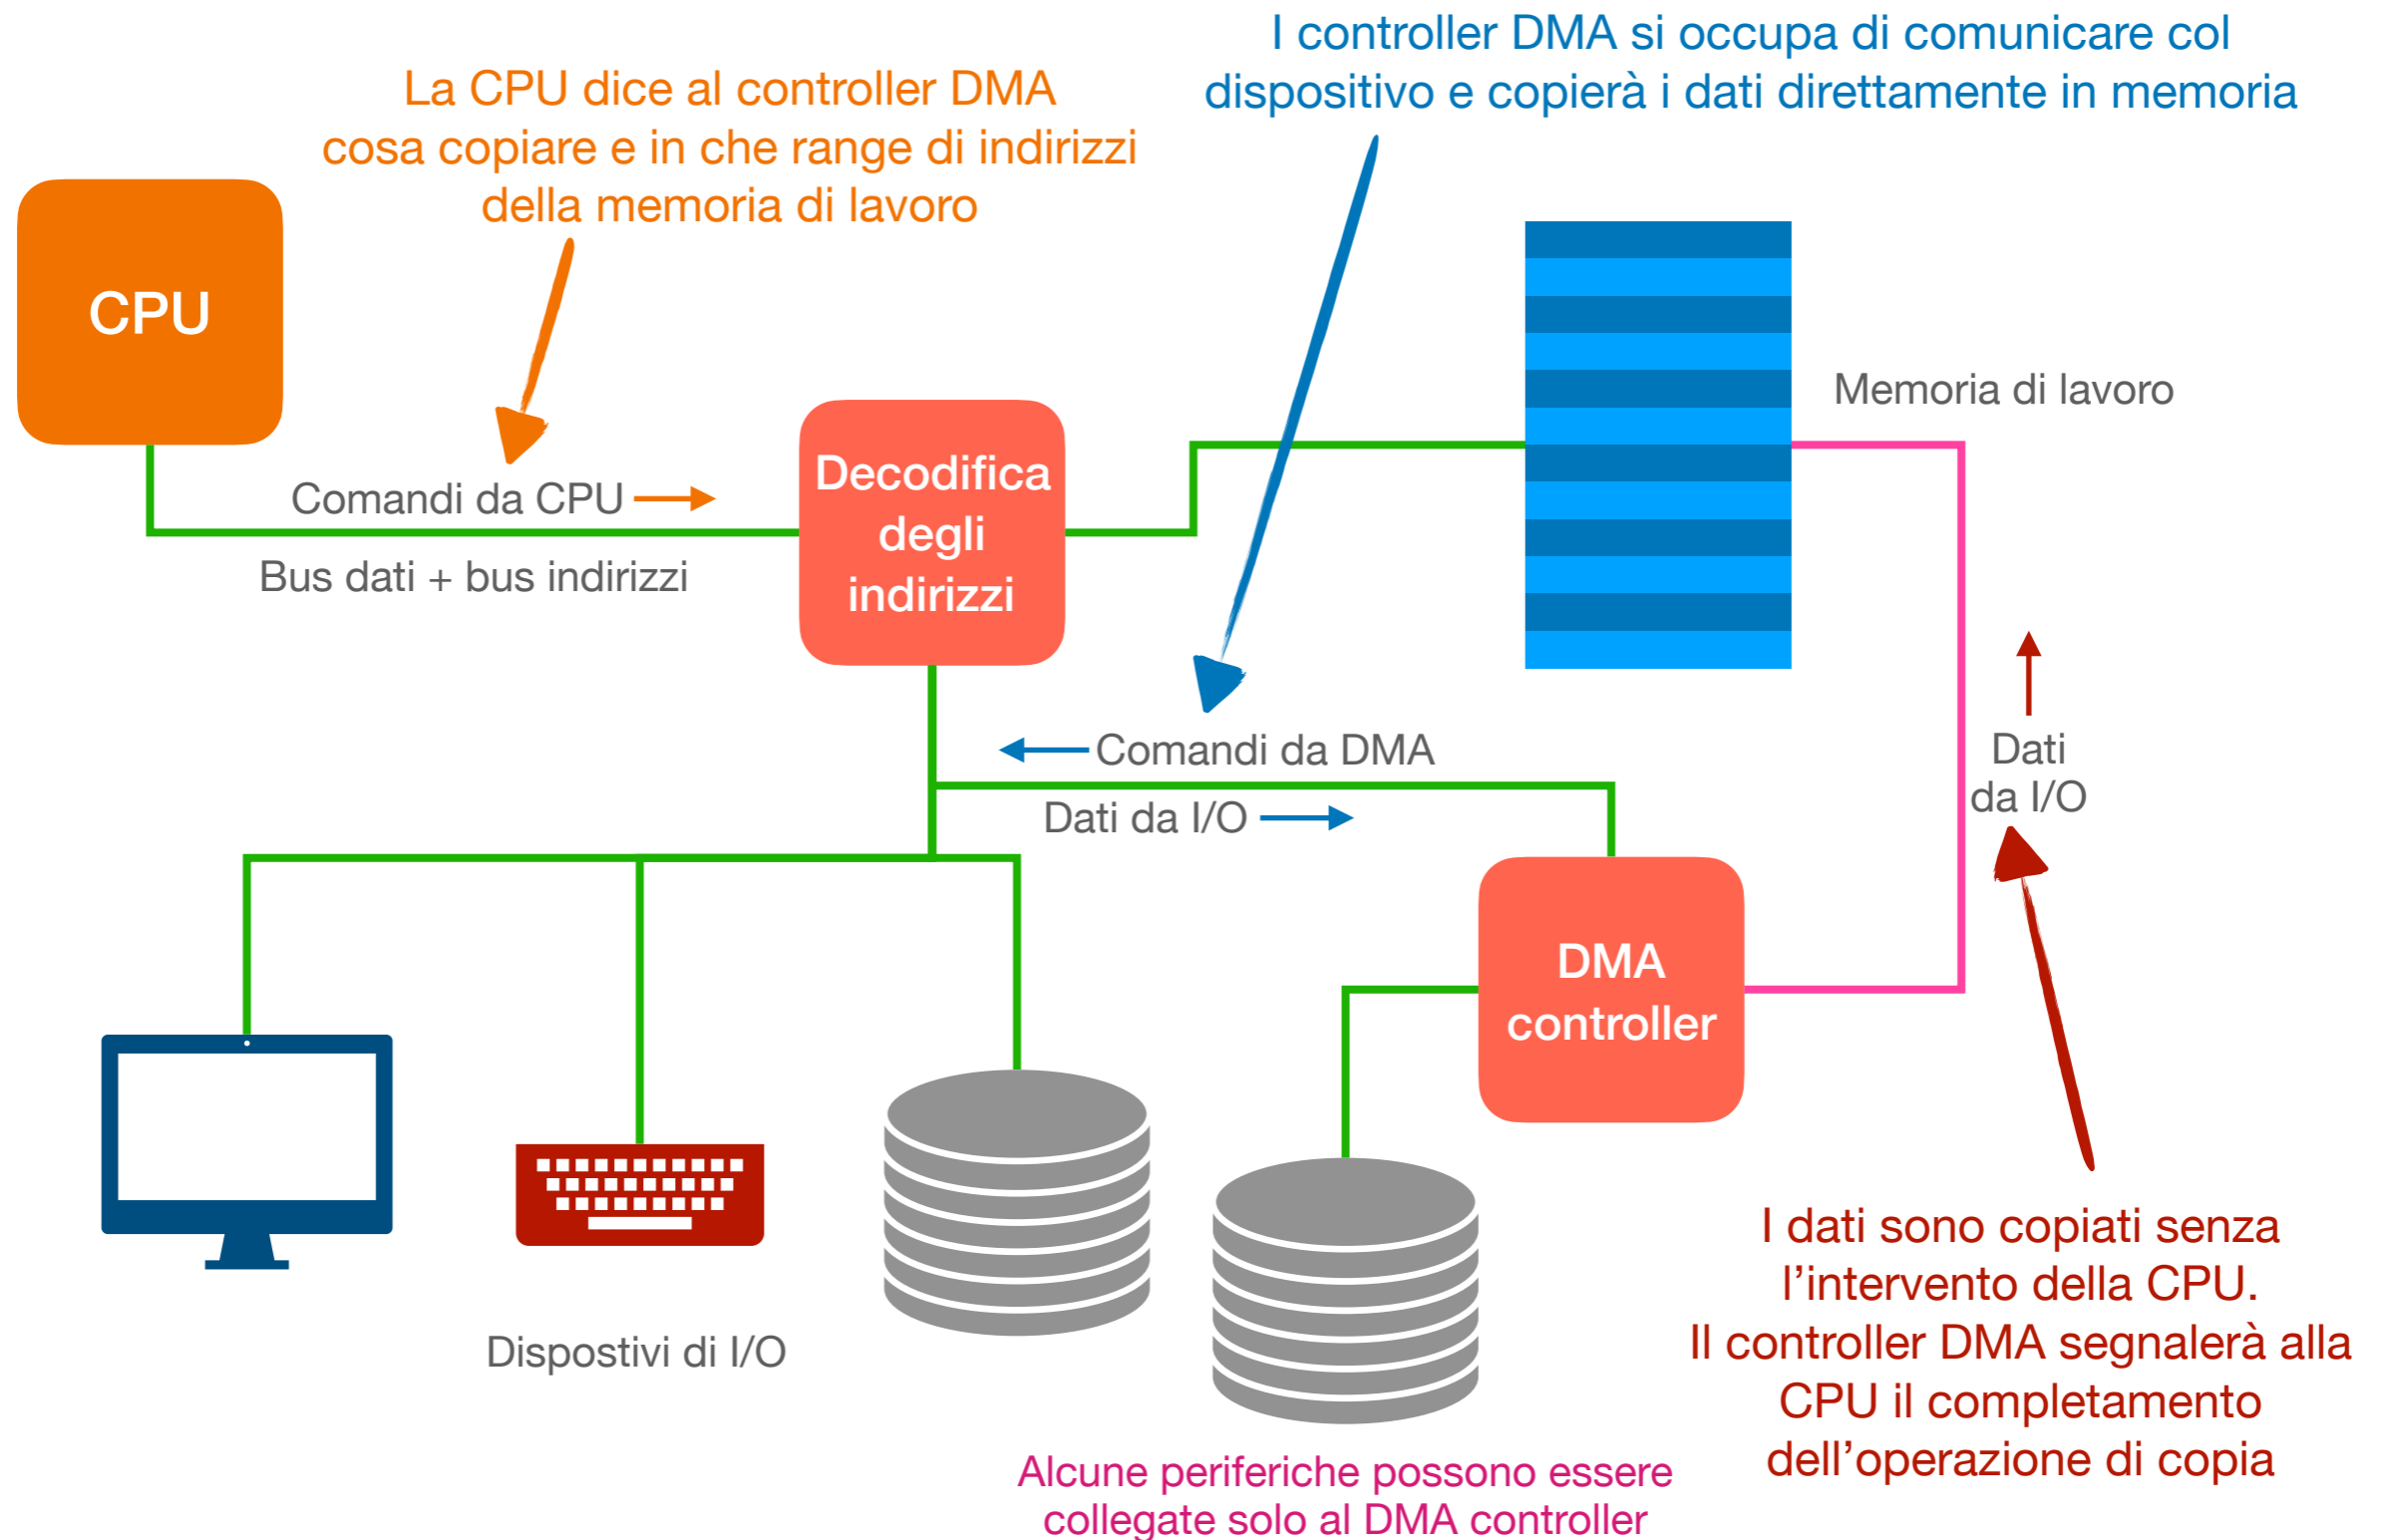 I controller DMA si occupa di comunicare col
dispositivo e copierà i dati direttamente in memoria
La CPU dice al controller DMA
cosa copiare e in che range di indirizzi
della memoria di lavoro
CPU
Memoria di lavoro
Decodifica
degli
indirizzi
Comandi da CPU
Bus dati + bus indirizzi
Comandi da DMA
Dati da I/O
Dati
da I/O
DMA
controller
Dispostivi di I/O
I dati sono copiati senza
l’intervento della CPU.
Il controller DMA segnalerà alla
CPU il completamento
dell’operazione di copia
Alcune periferiche possono essere
collegate solo al DMA controller